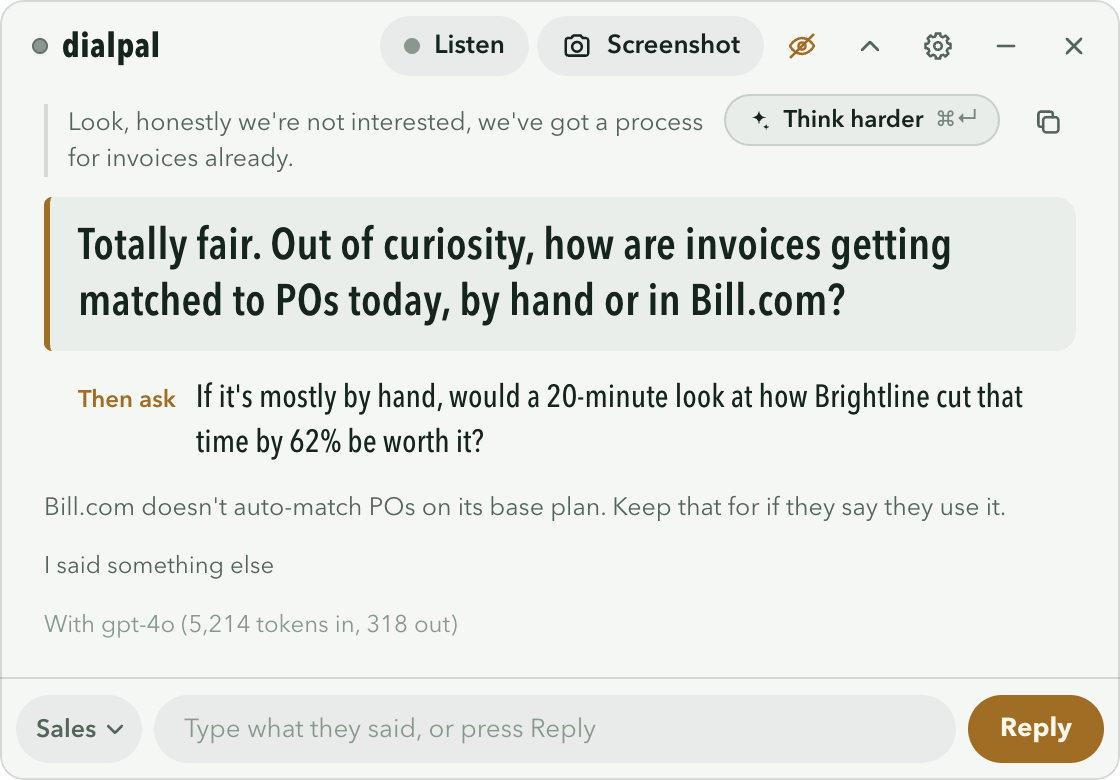 dialpal
Listen
Screenshot
Look, honestly we're not interested, we've got a process
for invoices already.
Think harder ⌘↵
Totally fair. Out of curiosity, how are invoices getting
matched to POs today, by hand or in Bill.com?
Then ask
If it's mostly by hand, would a 20-minute look at how Brightline cut that
time by 62% be worth it?
Bill.com doesn't auto-match POs on its base plan. Keep that for if they say they use it.
I said something else
With gpt-4o (5,214 tokens in, 318 out)
Sales
Type what they said, or press Reply
Reply